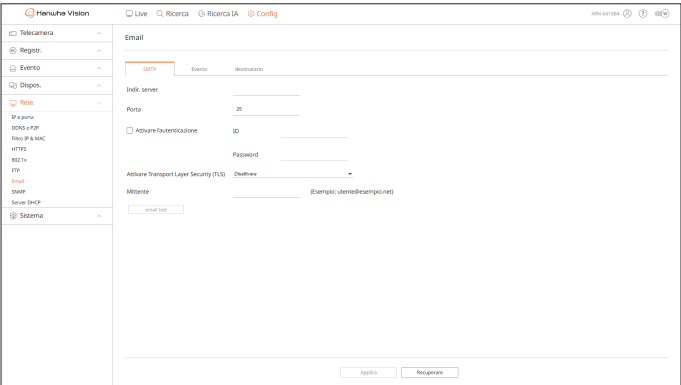 Hanwha Vision
Live Ricerca Ricerca IA Config
XRN-6410B4
Telecamera
Registr.
Evento
Dispos.
Rete
IP e porta
DDNS e P2P
Filtro IP & MAC
HTTPS
802.1x
FTP
Email
SNMP
Server DHCP
Sistema
Email
SMTP Evento destinatario
Indir. server
Porta 25
Attivare l'autenticazione ID
Password
Attivare Transport Layer Security (TLS) Disattivare
Mittente (Esempio: utente@esempio.net)
email test
Applica Recuperare